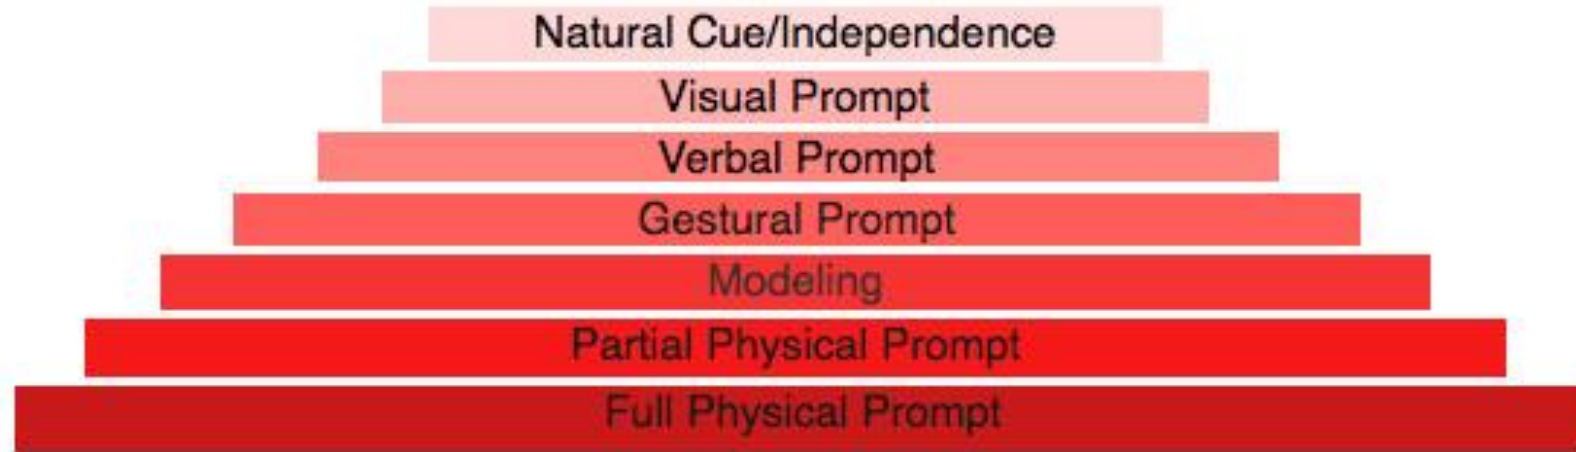 Natural Cue/Independence
Visual Prompt
Verbal Prompt
Gestural Prompt
Modeling
Partial Physical Prompt
Full Physical Prompt